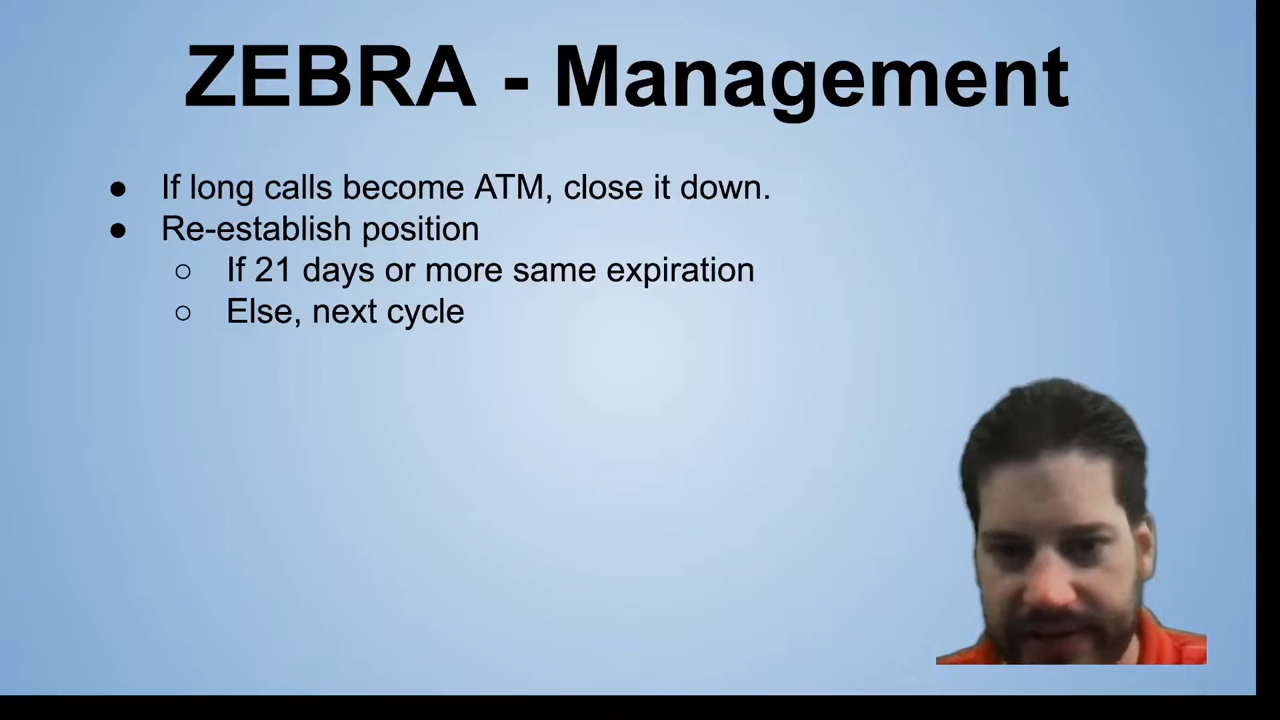 ZEBRA - Management
● If long calls become ATM, close it down.
● Re-establish position
○ If 21 days or more same expiration
○ Else, next cycle